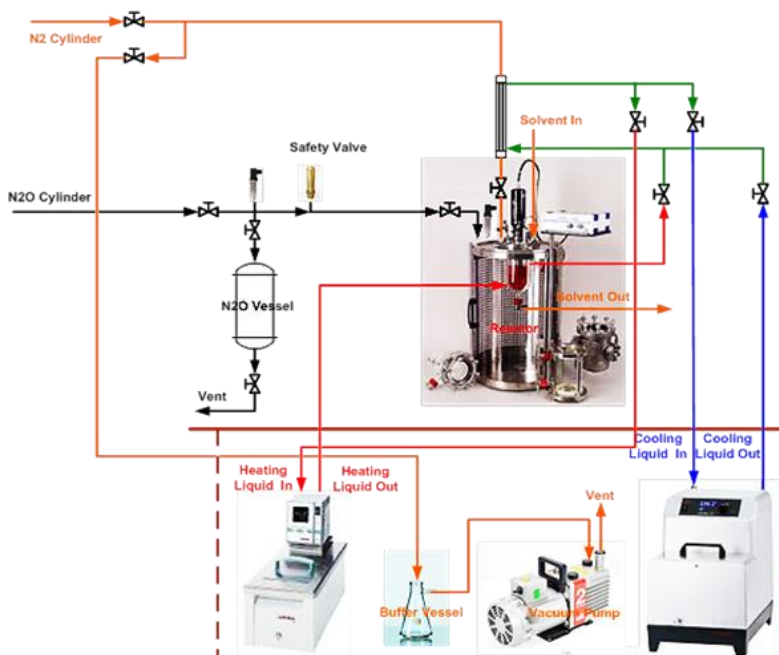 N2 Cylinder
Solvent In
Safety Valve
N2O Cylinder
N2O Vessel
Solvent Out
Reactor
Vent
Heating
Liquid In
Heating
Liquid Out
Cooling
Liquid In
Cooling
Liquid Out
Vent
Buffer Vessel
Vacuum Pump
2